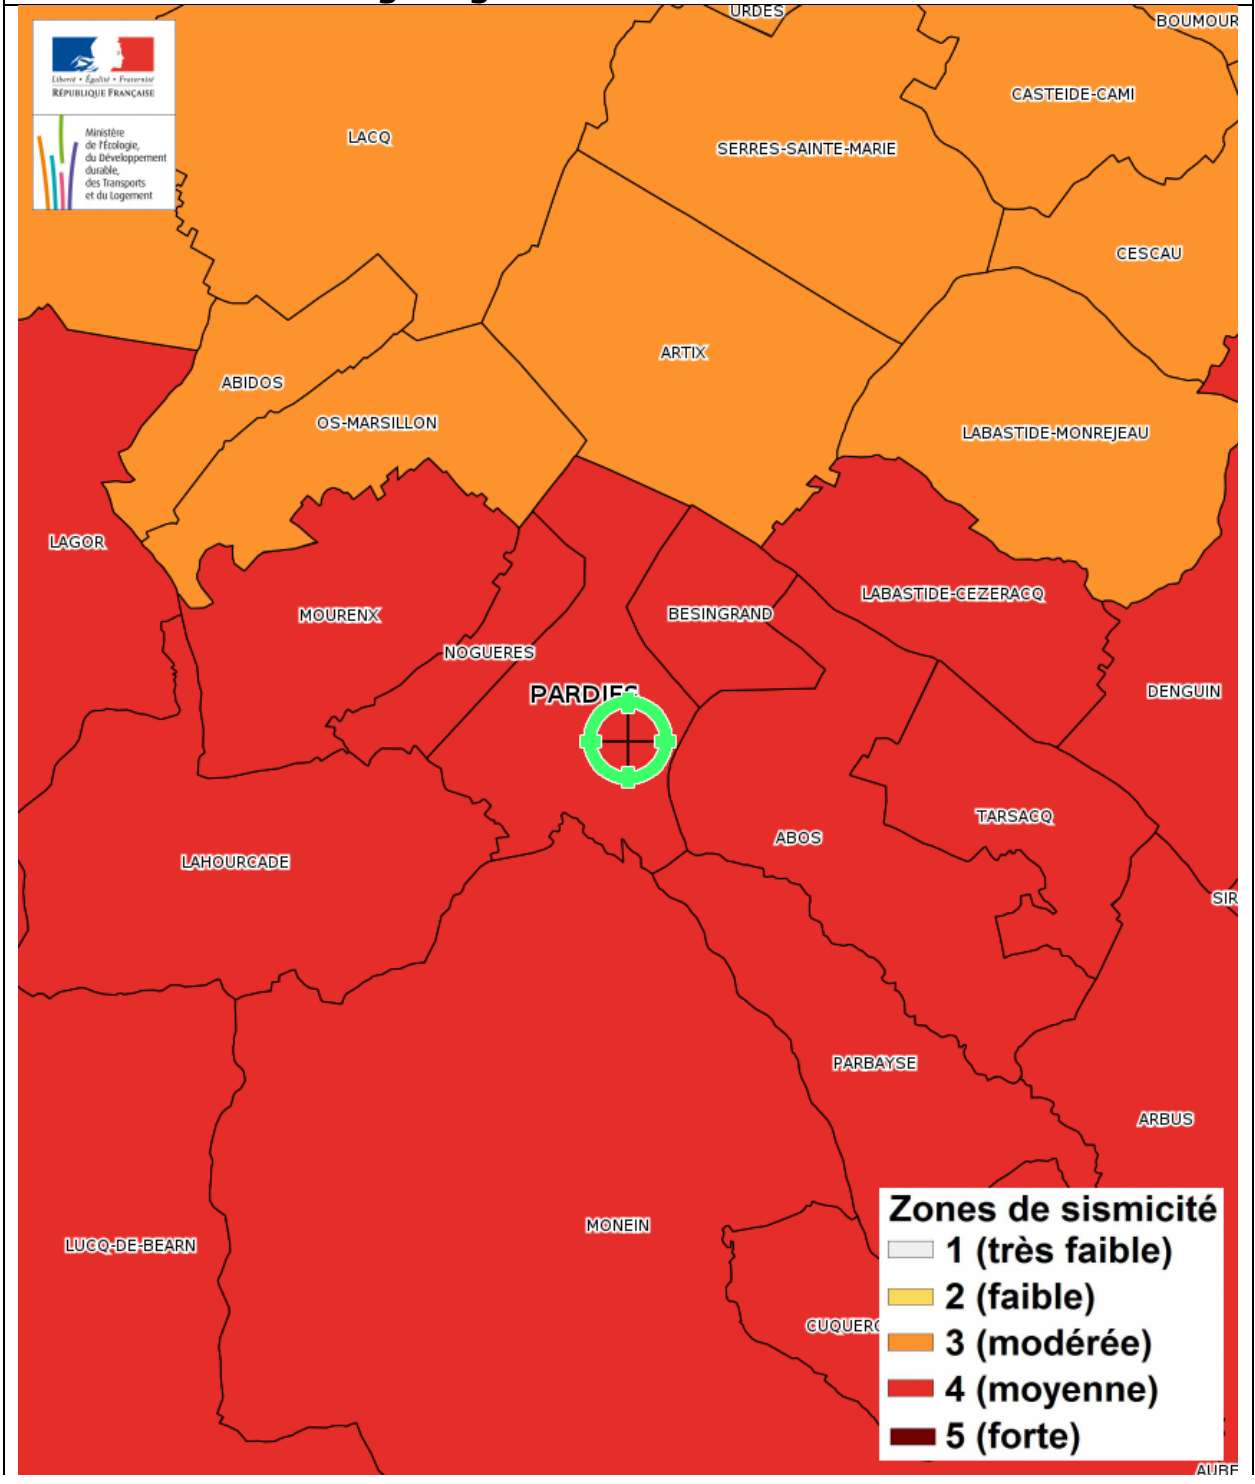 URDES
BOUMOUR
Liberté • Égalité • Fraternité
RÉPUBLIQUE FRANÇAISE
Ministère
de l'Écologie,
du Développement
durable,
des Transports
et du Logement
CASTEIDE-CAMI
LACQ
SERRES-SAINTE-MARIE
CESCAU
ARTIX
ABIDOS
OS-MARSILLON
LABASTIDE-MONREJEAU
LAGOR
LABASTIDE-CEZERACQ
MOURENX
BESINGRAND
NOGUERES
DENGUIN
PARDIES
TARSACQ
ABOS
LAHOURCADE
SIR
PARBAYSE
ARBUS
MONEIN
LUCQ-DE-BEARN
CUQUER
Zones de sismicité
1 (très faible)
2 (faible)
3 (modérée)
4 (moyenne)
5 (forte)
AUBE